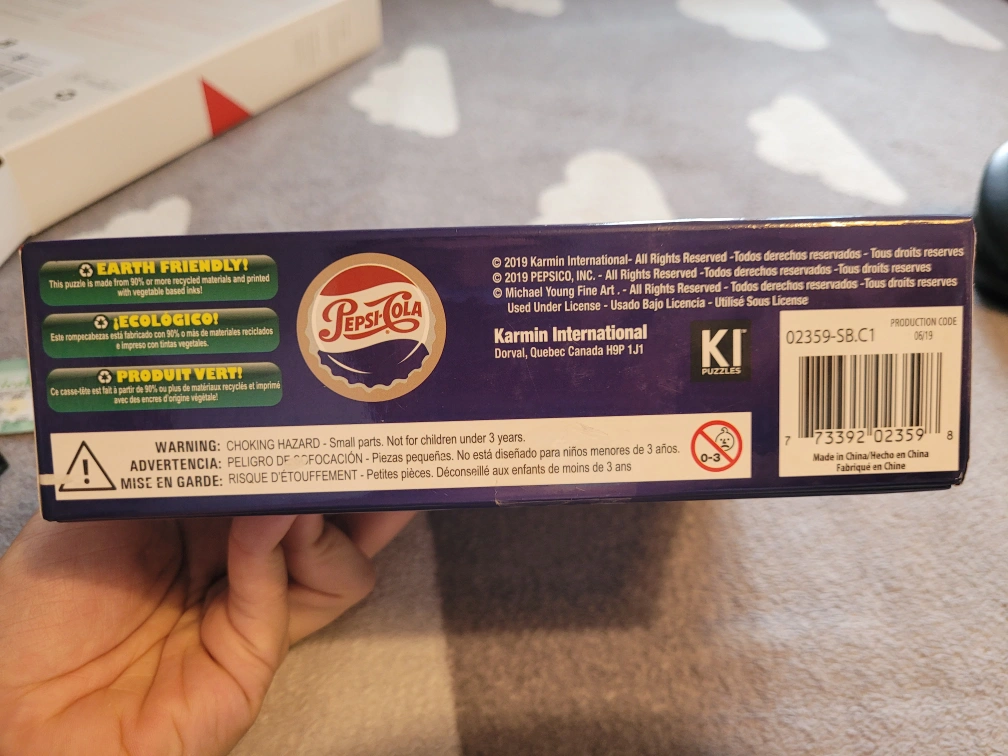 EARTH FRIENDLY!
This puzzle is made from 90% or more recycled materials and printed
with vegetable based inks!
¡ECOLÓGICO!
Este rompecabezas está fabricado con 90% o más de materiales reciclados
e impreso con tintas vegetales.
PRODUIT VERT!
Ce casse-tête est fait à partir de 90% ou plus de matériaux recyclés et imprimé
avec des encres d'origine végétale!
PEPSI-COLA
© 2019 Karmin International- All Rights Reserved -Todos derechos reservados - Tous droits reserves
© 2019 PEPSICO, INC. - All Rights Reserved -Todos derechos reservados -Tous droits reserves
© Michael Young Fine Art . - All Rights Reserved - Todos derechos reservados -Tous droits reserves
Used Under License - Usado Bajo Licencia - Utilisé Sous License
Karmin International
Dorval, Quebec Canada H9P 1J1
KI
PUZZLES
PRODUCTION CODE
02359-SB.C1 06/19
7 73392 02359 8
Made in China/Hecho en China
Fabriqué en Chine
WARNING: CHOKING HAZARD - Small parts. Not for children under 3 years.
ADVERTENCIA: PELIGRO DE SOFOCACIÓN - Piezas pequeñas. No está diseñado para niños menores de 3 años.
MISE EN GARDE: RISQUE D'ÉTOUFFEMENT - Petites pièces. Déconseillé aux enfants de moins de 3 ans
0-3